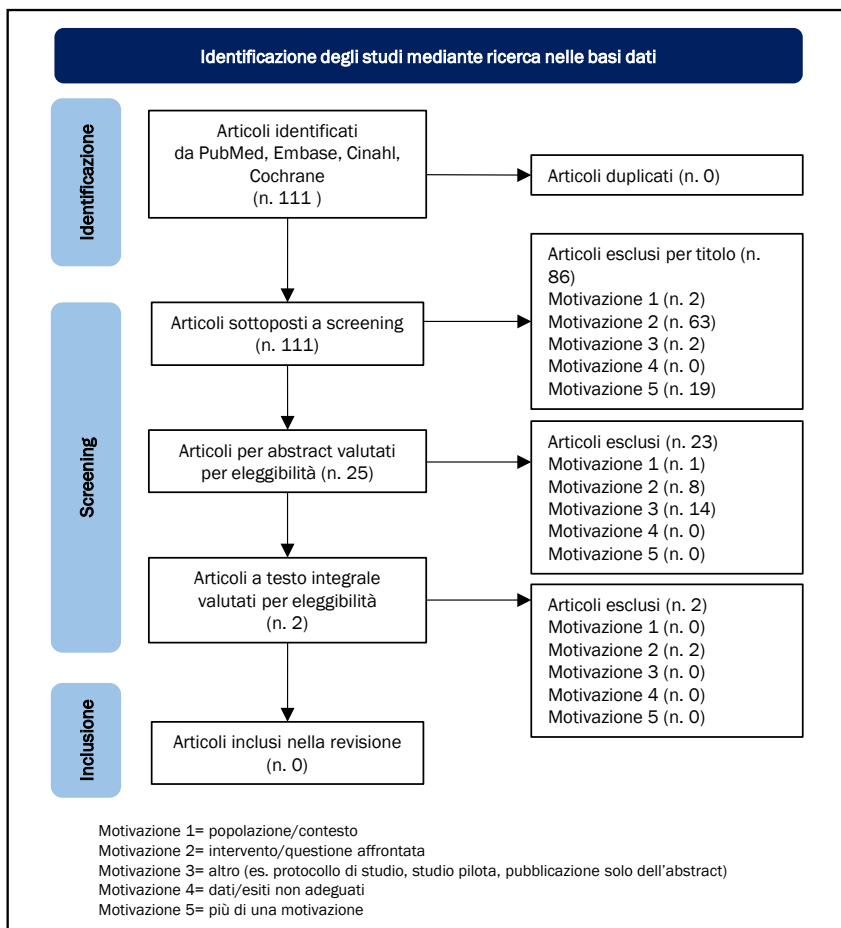 Identificazione degli studi mediante ricerca nelle basi dati
Identificazione
Articoli identificati
da PubMed, Embase, Cinahl,
Cochrane
(n. 111 )
Articoli duplicati (n. 0)
Screening
Articoli sottoposti a screening
(n. 111)
Articoli esclusi per titolo (n.
86)
Motivazione 1 (n. 2)
Motivazione 2 (n. 63)
Motivazione 3 (n. 2)
Motivazione 4 (n. 0)
Motivazione 5 (n. 19)
Articoli per abstract valutati
per eleggibilità (n. 25)
Articoli esclusi (n. 23)
Motivazione 1 (n. 1)
Motivazione 2 (n. 8)
Motivazione 3 (n. 14)
Motivazione 4 (n. 0)
Motivazione 5 (n. 0)
Articoli a testo integrale
valutati per eleggibilità
(n. 2)
Articoli esclusi (n. 2)
Motivazione 1 (n. 0)
Motivazione 2 (n. 2)
Motivazione 3 (n. 0)
Motivazione 4 (n. 0)
Motivazione 5 (n. 0)
Inclusione
Articoli inclusi nella revisione
(n. 0)
Motivazione 1= popolazione/contesto
Motivazione 2= intervento/questione affrontata
Motivazione 3= altro (es. protocollo di studio, studio pilota, pubblicazione solo dell'abstract)
Motivazione 4= dati/esiti non adeguati
Motivazione 5= più di una motivazione